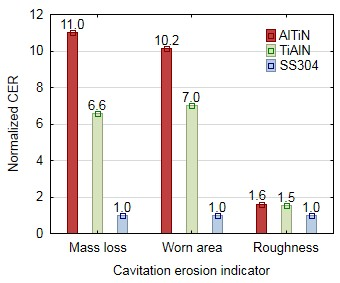 12
11.0
10.2
AlTiN
TiAlN
SS304
10
8
7.0
6.6
6
4
2
1.6
1.5
1.0
1.0
1.0
0
Normalized CER
Mass loss
Worn area
Roughness
Cavitation erosion indicator